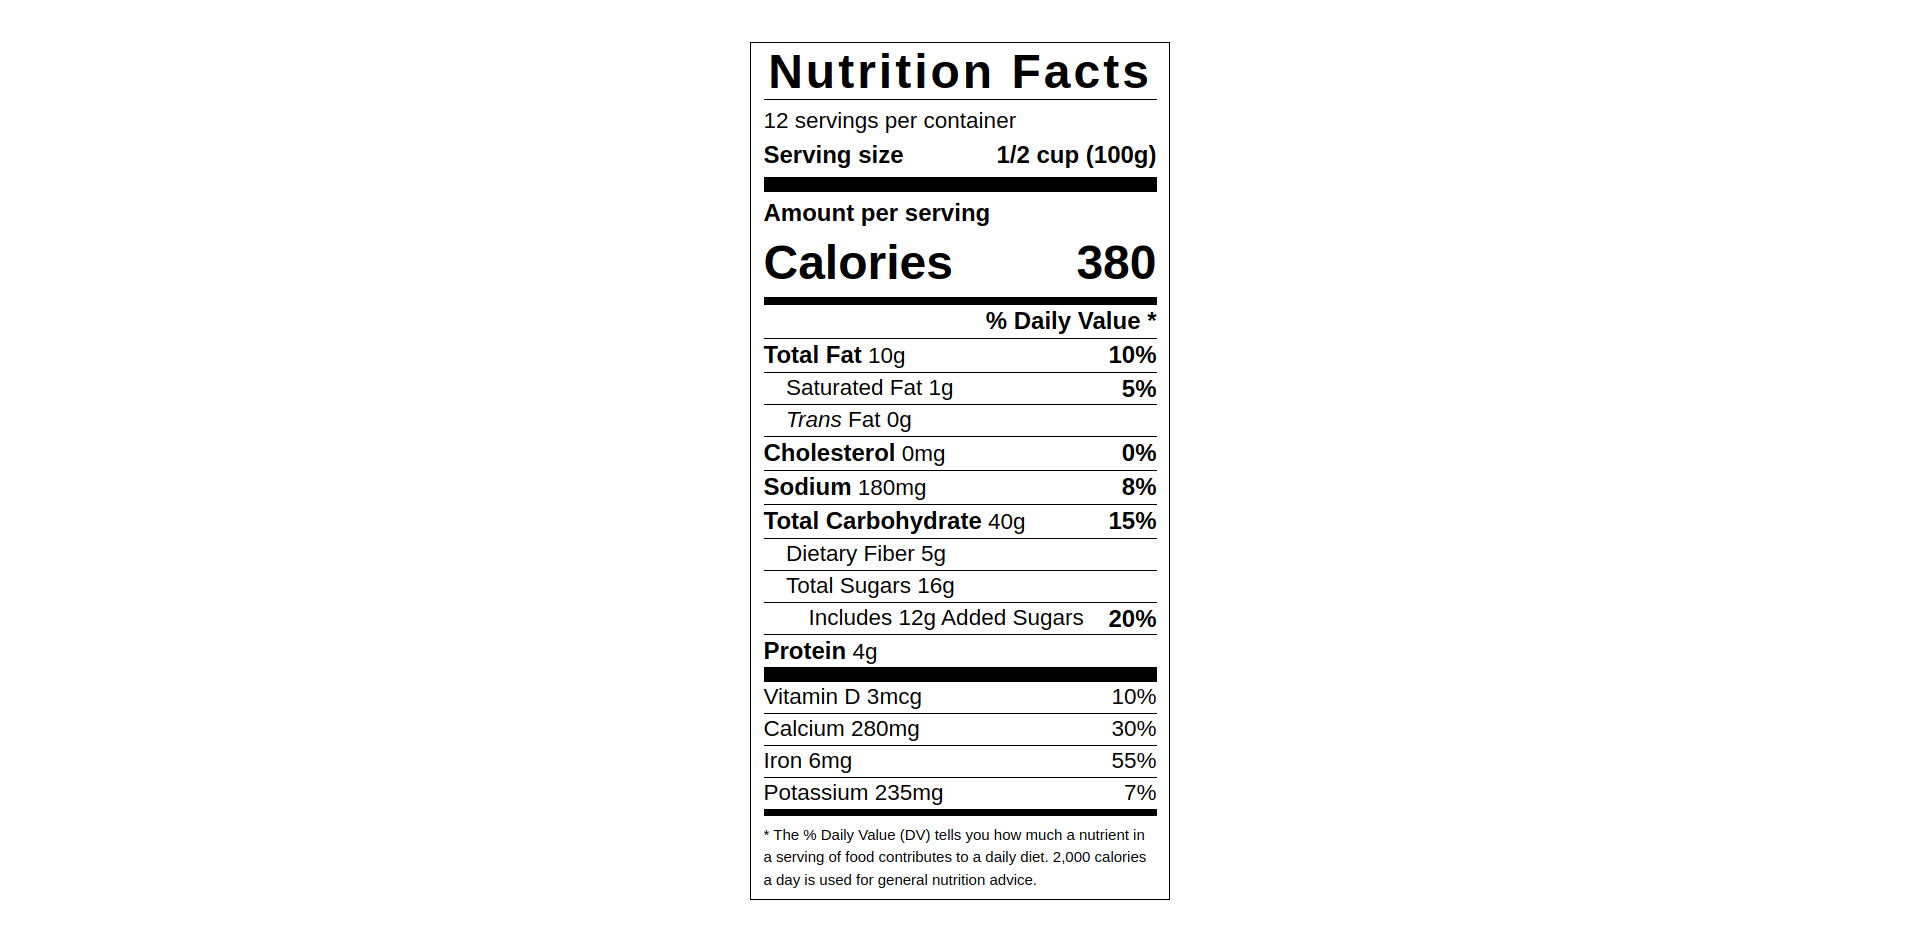 Nutrition Facts
12 servings per container
Serving size 1/2 cup (100g)
Amount per serving
Calories 380
% Daily Value *
Total Fat 10g 10%
Saturated Fat 1g 5%
Trans Fat 0g
Cholesterol 0mg 0%
Sodium 180mg 8%
Total Carbohydrate 40g 15%
Dietary Fiber 5g
Total Sugars 16g
Includes 12g Added Sugars 20%
Protein 4g
Vitamin D 3mcg 10%
Calcium 280mg 30%
Iron 6mg 55%
Potassium 235mg 7%
* The % Daily Value (DV) tells you how much a nutrient in
a serving of food contributes to a daily diet. 2,000 calories
a day is used for general nutrition advice.